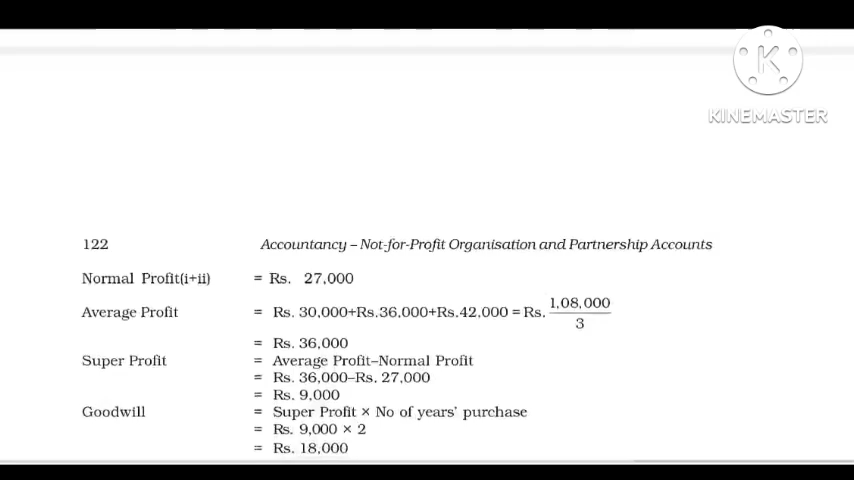 KINEMASTER
122 Accountancy – Not-for-Profit Organisation and Partnership Accounts
Normal Profit(i+ii) = Rs. 27,000
Average Profit = Rs. 30,000+Rs.36,000+Rs.42,000 = Rs. 1,08,000 / 3
= Rs. 36,000
Super Profit = Average Profit–Normal Profit
= Rs. 36,000–Rs. 27,000
= Rs. 9,000
Goodwill = Super Profit × No of years' purchase
= Rs. 9,000 × 2
= Rs. 18,000